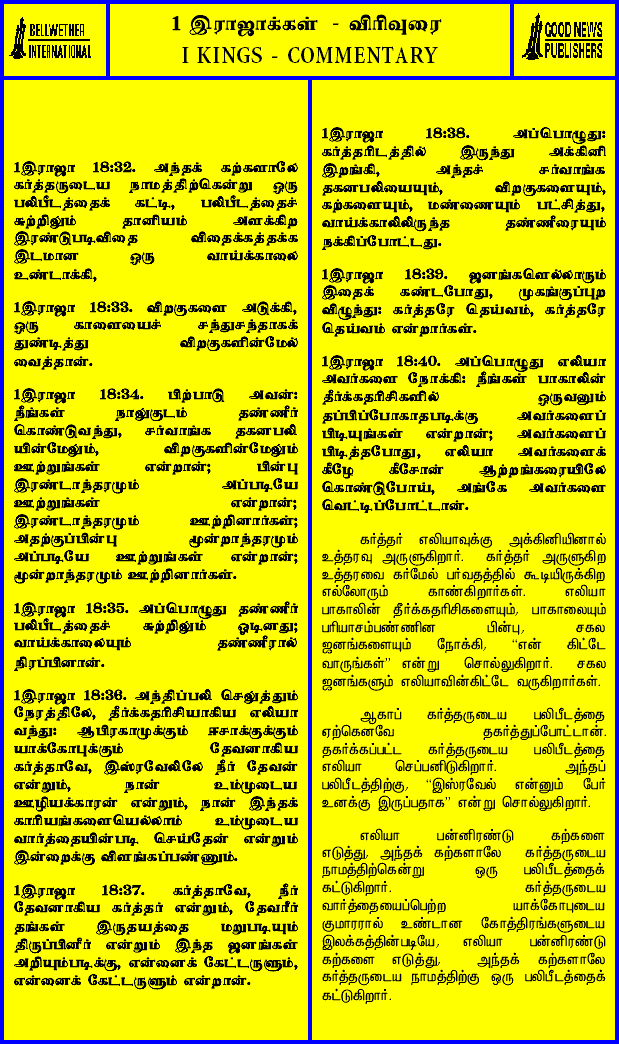 BELLWETHER
INTERNATIONAL
1 இராஜாக்கள் - விரிவுரை
I KINGS - COMMENTARY
GOOD NEWS
PUBLISHERS
1இராஜா 18:32. அந்தக் கற்களாலே
கர்த்தருடைய நாமத்திற்கென்று ஒரு
பலிபீடத்தைக் கட்டி, பலிபீடத்தைச்
சுற்றிலும் தானியம் அளக்கிற
இரண்டுபடிவிதை விதைக்கத்தக்க
இடமான ஒரு வாய்க்காலை
உண்டாக்கி,
1இராஜா 18:33. விறகுகளை அடுக்கி,
ஒரு காளையைச் சந்துசந்தாகக்
துண்டித்து விறகுகளின்மேல்
வைத்தான்.
1இராஜா 18:34. பிற்பாடு அவன்:
நீங்கள் நாலுகுடம் தண்ணீர்
கொண்டுவந்து, சர்வாங்க தகனபலி
யின்மேலும், விறகுகளின்மேலும்
ஊற்றுங்கள் என்றான்; பின்பு
இரண்டாந்தரமும் அப்படியே
ஊற்றுங்கள் என்றான்;
இரண்டாந்தரமும் ஊற்றினார்கள்;
அதற்குப்பின்பு மூன்றாந்தரமும்
அப்படியே ஊற்றுங்கள் என்றான்;
மூன்றாந்தரமும் ஊற்றினார்கள்.
1இராஜா 18:35. அப்பொழுது தண்ணீர்
பலிபீடத்தைச் சுற்றிலும் ஓடினது;
வாய்க்காலையும் தண்ணீரால்
நிரப்பினான்.
1இராஜா 18:36. அந்திப்பலி செலுத்தும்
நேரத்திலே, தீர்க்கதரிசியாகிய எலியா
வந்து: ஆபிரகாமுக்கும் ஈசாக்குக்கும்
யாக்கோபுக்கும் தேவனாகிய
கர்த்தாவே, இஸ்ரவேலிலே நீர் தேவன்
என்றும், நான் உம்முடைய
ஊழியக்காரன் என்றும், நான் இந்தக்
காரியங்களையெல்லாம் உம்முடைய
வார்த்தையின்படி செய்தேன் என்றும்
இன்றைக்கு விளங்கப்பண்ணும்.
1இராஜா 18:37. கர்த்தாவே, நீர்
தேவனாகிய கர்த்தர் என்றும், தேவரீர்
தங்கள் இருதயத்தை மறுபடியும்
திருப்பினீர் என்றும் இந்த ஜனங்கள்
அறியும்படிக்கு, என்னைக் கேட்டருளும்,
என்னைக் கேட்டருளும் என்றான்.
1இராஜா 18:38. அப்பொழுது:
கர்த்தரிடத்தில் இருந்து அக்கினி
இறங்கி, அந்தச் சர்வாங்க
தகனபலியையும், விறகுகளையும்,
கற்களையும், மண்ணையும் பட்சித்து,
வாய்க்காலிலிருந்த தண்ணீரையும்
நக்கிப்போட்டது.
1இராஜா 18:39. ஜனங்களெல்லாரும்
இதைக் கண்டபோது, முகங்குப்புற
விழுந்து: கர்த்தரே தெய்வம், கர்த்தரே
தெய்வம் என்றார்கள்.
1இராஜா 18:40. அப்பொழுது எலியா
அவர்களை நோக்கி: நீங்கள் பாகாலின்
தீர்க்கதரிசிகளில் ஒருவனும்
தப்பிப்போகாதபடிக்கு அவர்களைப்
பிடியுங்கள் என்றான்; அவர்களைப்
பிடித்தபோது, எலியா அவர்களைக்
கீழே கீசோன் ஆற்றங்கரையிலே
கொண்டுபோய், அங்கே அவர்களை
வெட்டிப்போட்டான்.
கர்த்தர் எலியாவுக்கு அக்கினியினால்
உத்தரவு அருளுகிறார். கர்த்தர் அருளுகிற
உத்தரவை கர்மேல் பர்வதத்தில் கூடியிருக்கிற
எல்லோரும் காண்கிறார்கள். எலியா
பாகாலின் தீர்க்கதரிசிகளையும், பாகாலையும்
பரியாசம்பண்ணின பின்பு, சகல
ஜனங்களையும் நோக்கி, “என் கிட்டே
வாருங்கள்” என்று சொல்லுகிறார். சகல
ஜனங்களும் எலியாவின்கிட்டே வருகிறார்கள்.
ஆகாப் கர்த்தருடைய பலிபீடத்தை
ஏற்கெனவே தகர்த்துப்போட்டான்.
தகர்க்கப்பட்ட கர்த்தருடைய பலிபீடத்தை
எலியா செப்பனிடுகிறார். அந்தப்
பலிபீடத்திற்கு, “இஸ்ரவேல் என்னும் பேர்
உனக்கு இருப்பதாக” என்று சொல்லுகிறார்.
எலியா பன்னிரண்டு கற்களை
எடுத்து, அந்தக் கற்களாலே கர்த்தருடைய
நாமத்திற்கென்று ஒரு பலிபீடத்தைக்
கட்டுகிறார். கர்த்தருடைய
வார்த்தையைப்பெற்ற யாக்கோபுடைய
குமாரரால் உண்டான கோத்திரங்களுடைய
இலக்கத்தின்படியே, எலியா பன்னிரண்டு
கற்களை எடுத்து, அந்தக் கற்களாலே
கர்த்தருடைய நாமத்திற்கு ஒரு பலிபீடத்தைக்
கட்டுகிறார்.